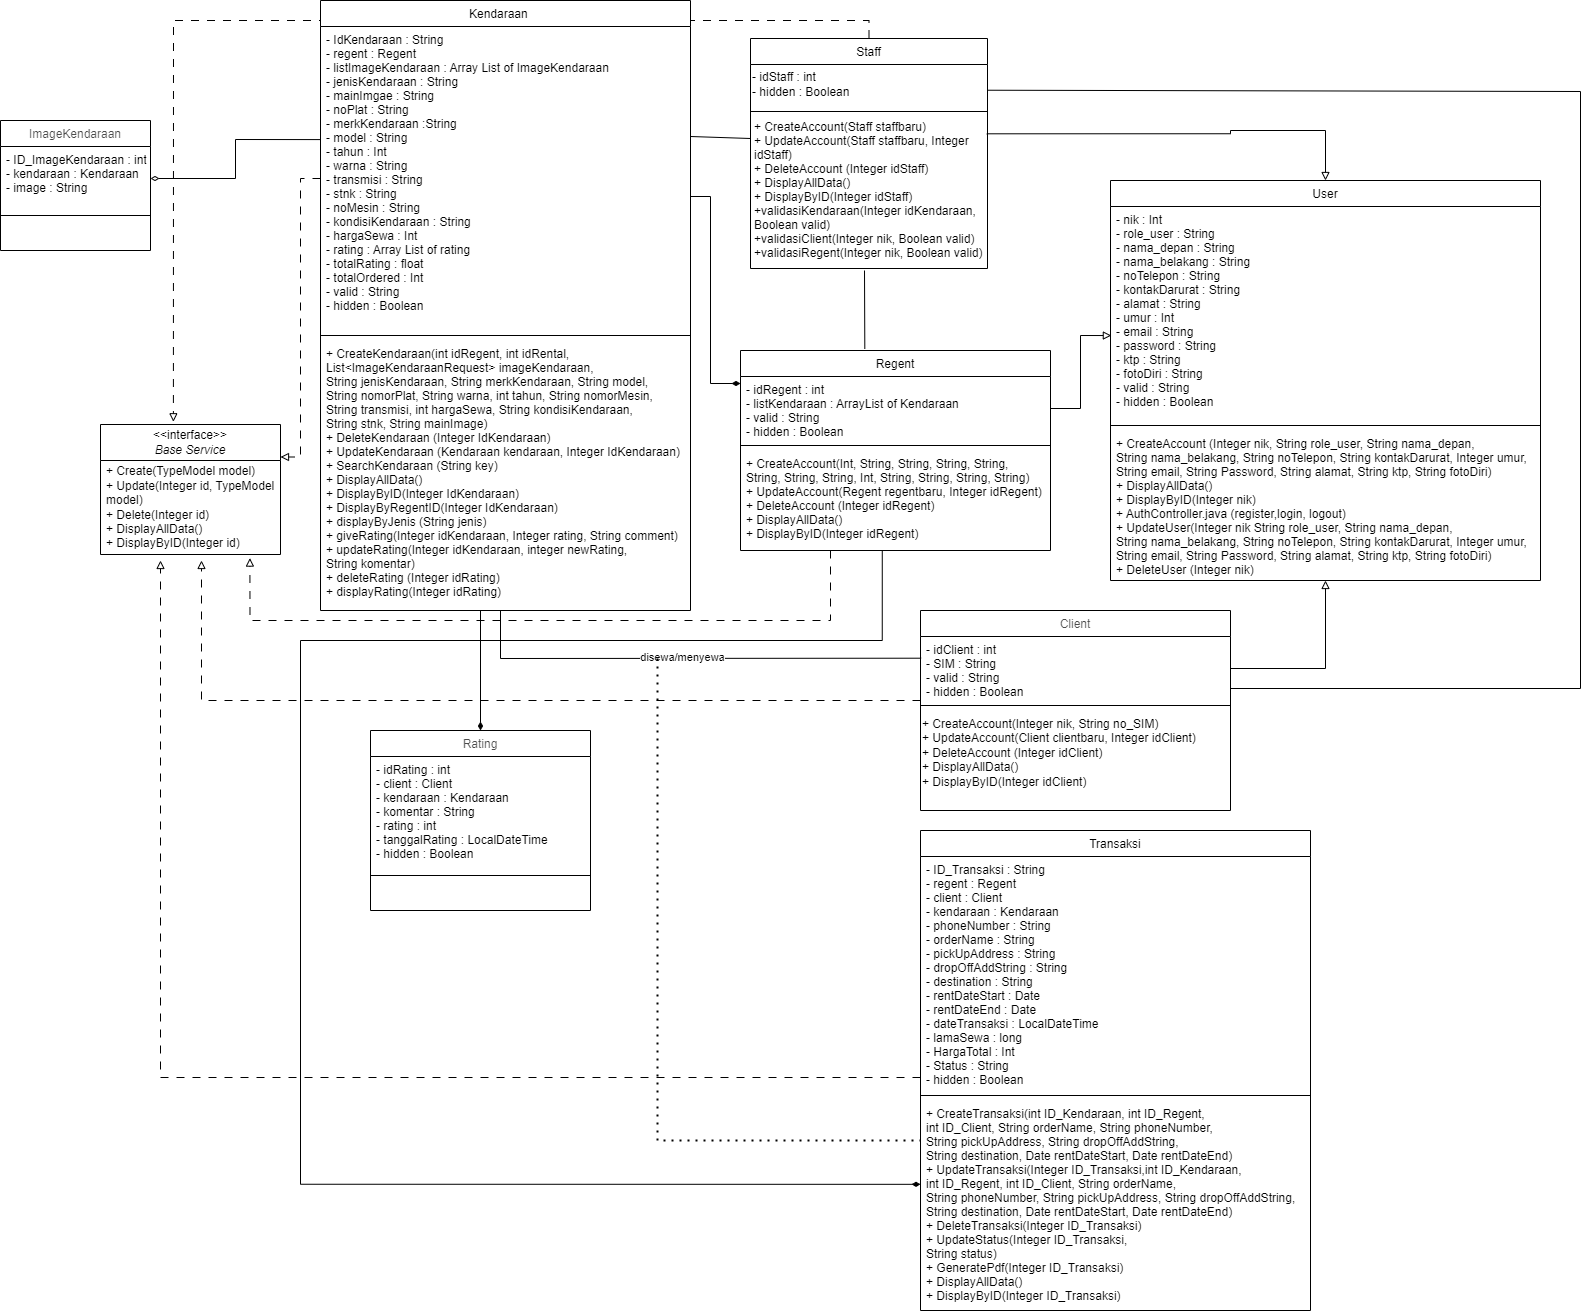 Kendaraan
- IdKendaraan : String
- regent : Regent
- listImageKendaraan : Array List of ImageKendaraan
- jenisKendaraan : String
- mainImgae : String
- noPlat : String
- merkKendaraan :String
- model : String
- tahun : Int
- warna : String
- transmisi : String
- stnk : String
- noMesin : String
- kondisiKendaraan : String
- hargaSewa : Int
- rating : Array List of rating
- totalRating : float
- totalOrdered : Int
- valid : String
- hidden : Boolean
+ CreateKendaraan(int idRegent, int idRental,
List<ImageKendaraanRequest> imageKendaraan,
String jenisKendaraan, String merkKendaraan, String model,
String nomorPlat, String warna, int tahun, String nomorMesin,
String transmisi, int hargaSewa, String kondisiKendaraan,
String stnk, String mainImage)
+ DeleteKendaraan (Integer IdKendaraan)
+ UpdateKendaraan (Kendaraan kendaraan, Integer IdKendaraan)
+ SearchKendaraan (String key)
+ DisplayAllData()
+ DisplayByID(Integer IdKendaraan)
+ DisplayByRegentID(Integer IdKendaraan)
+ displayByJenis (String jenis)
+ giveRating(Integer idKendaraan, Integer rating, String comment)
+ updateRating(Integer idKendaraan, integer newRating,
String komentar)
+ deleteRating (Integer idRating)
+ displayRating(Integer idRating)
Staff
- idStaff : int
- hidden : Boolean
+ CreateAccount(Staff staffbaru)
+ UpdateAccount(Staff staffbaru, Integer
idStaff)
+ DeleteAccount (Integer idStaff)
+ DisplayAllData()
+ DisplayByID(Integer idStaff)
+validasiKendaraan(Integer idKendaraan,
Boolean valid)
+validasiClient(Integer nik, Boolean valid)
+validasiRegent(Integer nik, Boolean valid)
ImageKendaraan
- ID_ImageKendaraan : int
- kendaraan : Kendaraan
- image : String
User
- nik : Int
- role_user : String
- nama_depan : String
- nama_belakang : String
- noTelepon : String
- kontakDarurat : String
- alamat : String
- umur : Int
- email : String
- password : String
- ktp : String
- fotoDiri : String
- valid : String
- hidden : Boolean
+ CreateAccount (Integer nik, String role_user, String nama_depan,
String nama_belakang, String noTelepon, String kontakDarurat, Integer umur,
String email, String Password, String alamat, String ktp, String fotoDiri)
+ DisplayAllData()
+ DisplayByID(Integer nik)
+ AuthController.java (register,login, logout)
+ UpdateUser(Integer nik String role_user, String nama_depan,
String nama_belakang, String noTelepon, String kontakDarurat, Integer umur,
String email, String Password, String alamat, String ktp, String fotoDiri)
+ DeleteUser (Integer nik)
Regent
- idRegent : int
- listKendaraan : ArrayList of Kendaraan
- valid : String
- hidden : Boolean
+ CreateAccount(Int, String, String, String, String,
String, String, String, Int, String, String, String, String)
+ UpdateAccount(Regent regentbaru, Integer idRegent)
+ DeleteAccount (Integer idRegent)
+ DisplayAllData()
+ DisplayByID(Integer idRegent)
<<interface>>
Base Service
+ Create(TypeModel model)
+ Update(Integer id, TypeModel
model)
+ Delete(Integer id)
+ DisplayAllData()
+ DisplayByID(Integer id)
disewa/menyewa
Client
- idClient : int
- SIM : String
- valid : String
- hidden : Boolean
+ CreateAccount(Integer nik, String no_SIM)
+ UpdateAccount(Client clientbaru, Integer idClient)
+ DeleteAccount (Integer idClient)
+ DisplayAllData()
+ DisplayByID(Integer idClient)
Rating
- idRating : int
- client : Client
- kendaraan : Kendaraan
- komentar : String
- rating : int
- tanggalRating : LocalDateTime
- hidden : Boolean
Transaksi
- ID_Transaksi : String
- regent : Regent
- client : Client
- kendaraan : Kendaraan
- phoneNumber : String
- orderName : String
- pickUpAddress : String
- dropOffAddString : String
- destination : String
- rentDateStart : Date
- rentDateEnd : Date
- dateTransaksi : LocalDateTime
- lamaSewa : long
- HargaTotal : Int
- Status : String
- hidden : Boolean
+ CreateTransaksi(int ID_Kendaraan, int ID_Regent,
int ID_Client, String orderName, String phoneNumber,
String pickUpAddress, String dropOffAddString,
String destination, Date rentDateStart, Date rentDateEnd)
+ UpdateTransaksi(Integer ID_Transaksi,int ID_Kendaraan,
int ID_Regent, int ID_Client, String orderName,
String phoneNumber, String pickUpAddress, String dropOffAddString,
String destination, Date rentDateStart, Date rentDateEnd)
+ DeleteTransaksi(Integer ID_Transaksi)
+ UpdateStatus(Integer ID_Transaksi,
String status)
+ GeneratePdf(Integer ID_Transaksi)
+ DisplayAllData()
+ DisplayByID(Integer ID_Transaksi)